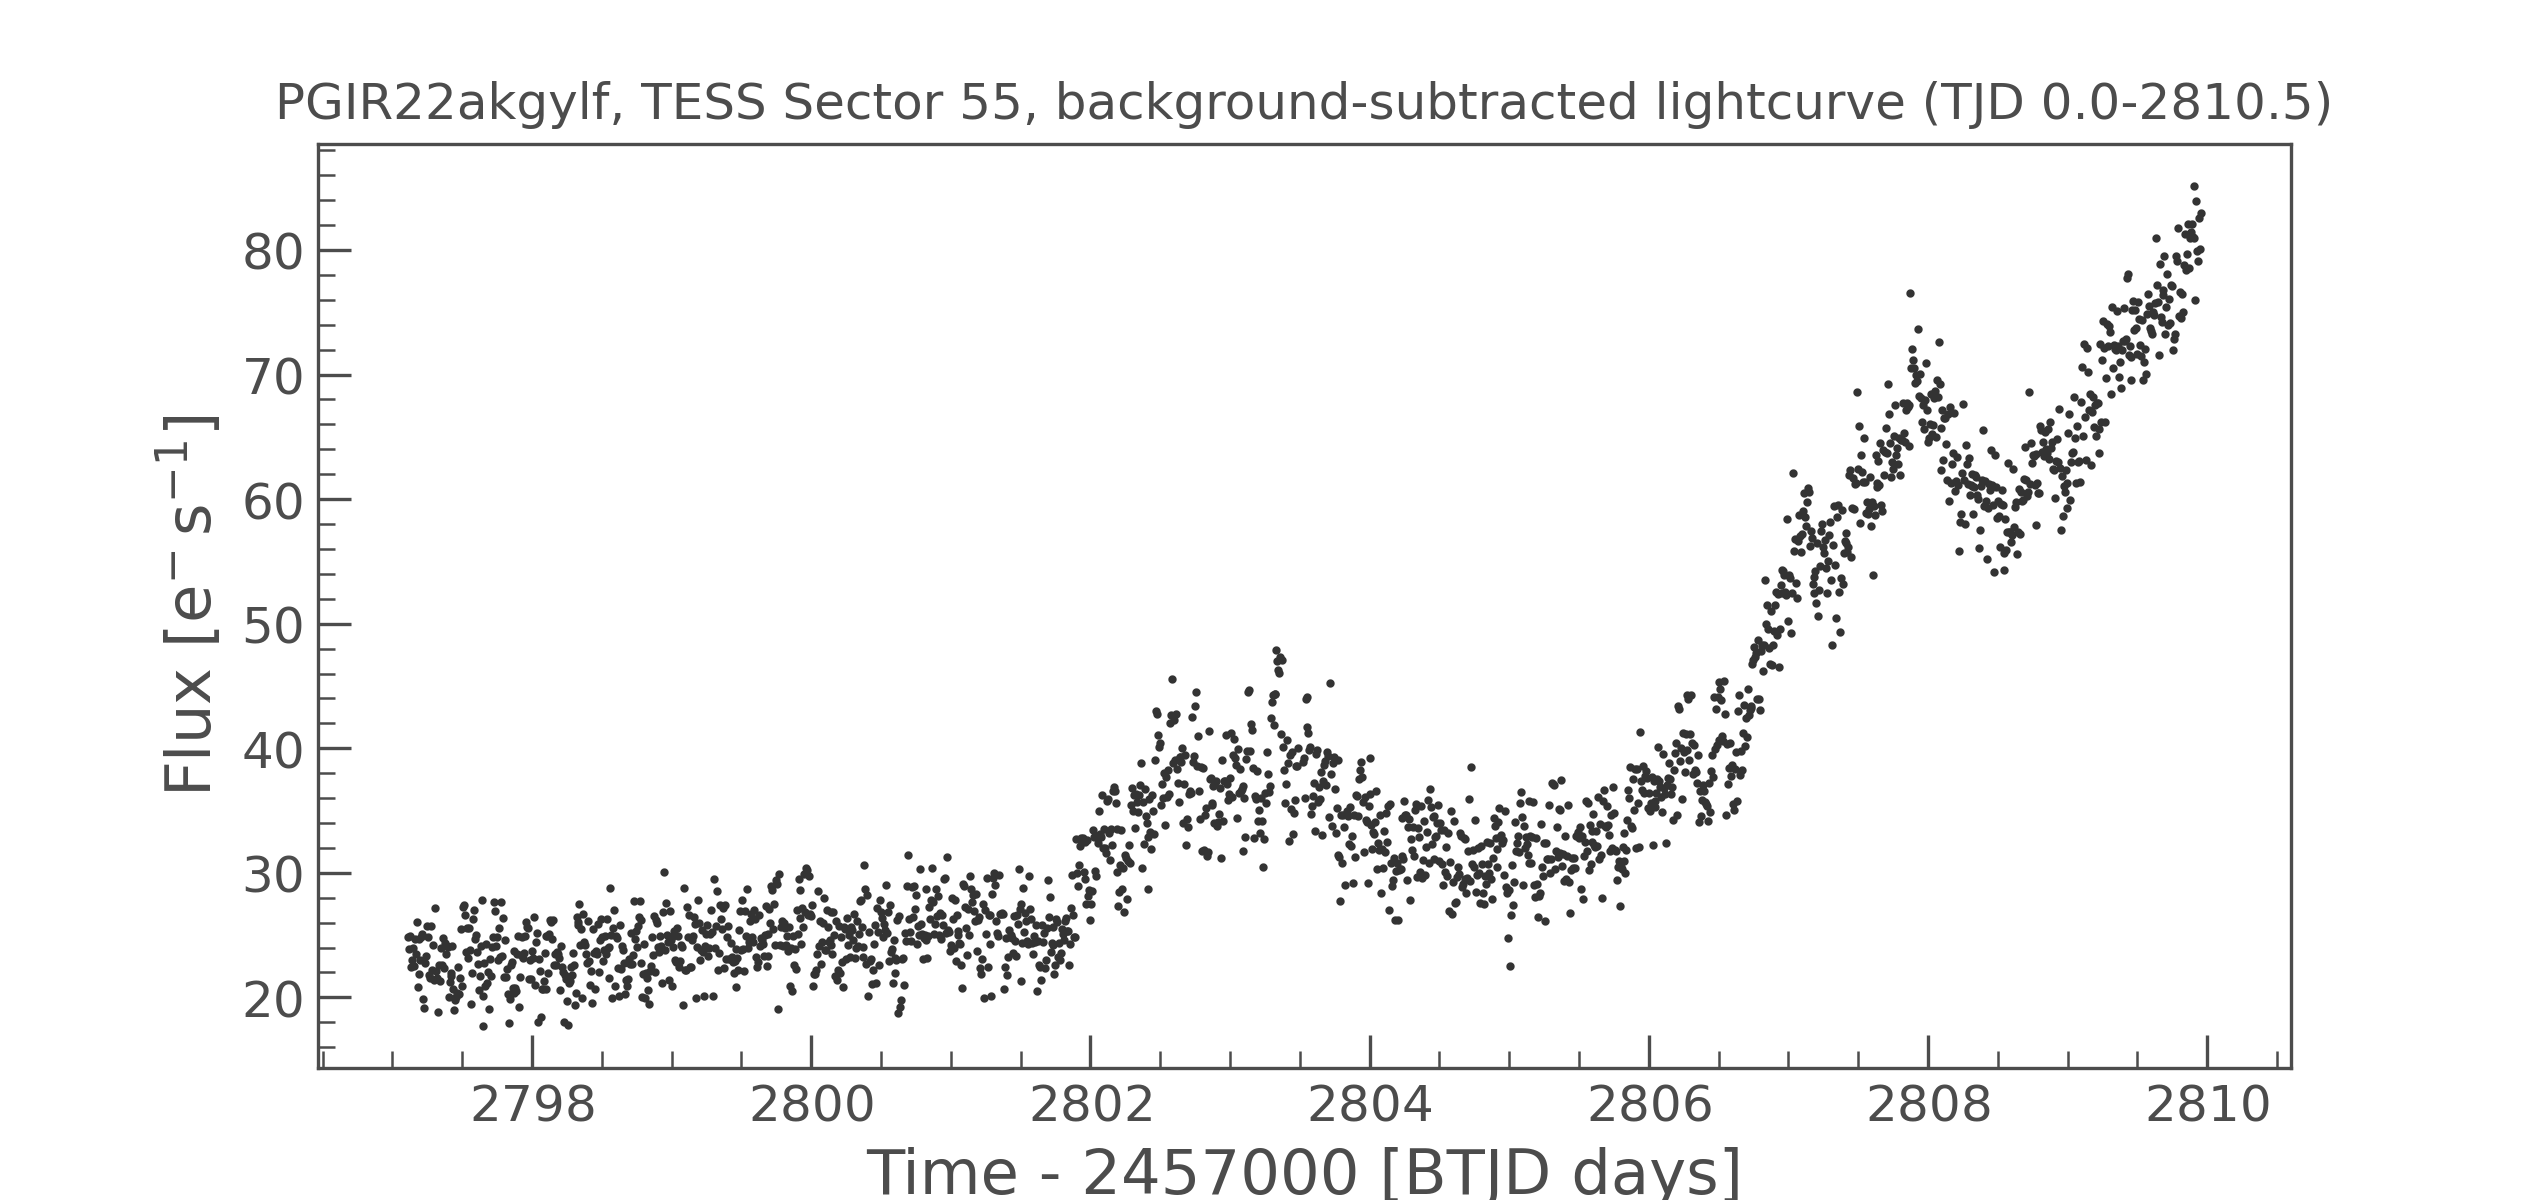 PGIR22akgylf, TESS Sector 55, background-subtracted lightcurve (TJD 0.0-2810.5)
Flux [e⁻ s⁻¹]
80
70
60
50
40
30
20
2798 2800 2802 2804 2806 2808 2810
Time - 2457000 [BTJD days]